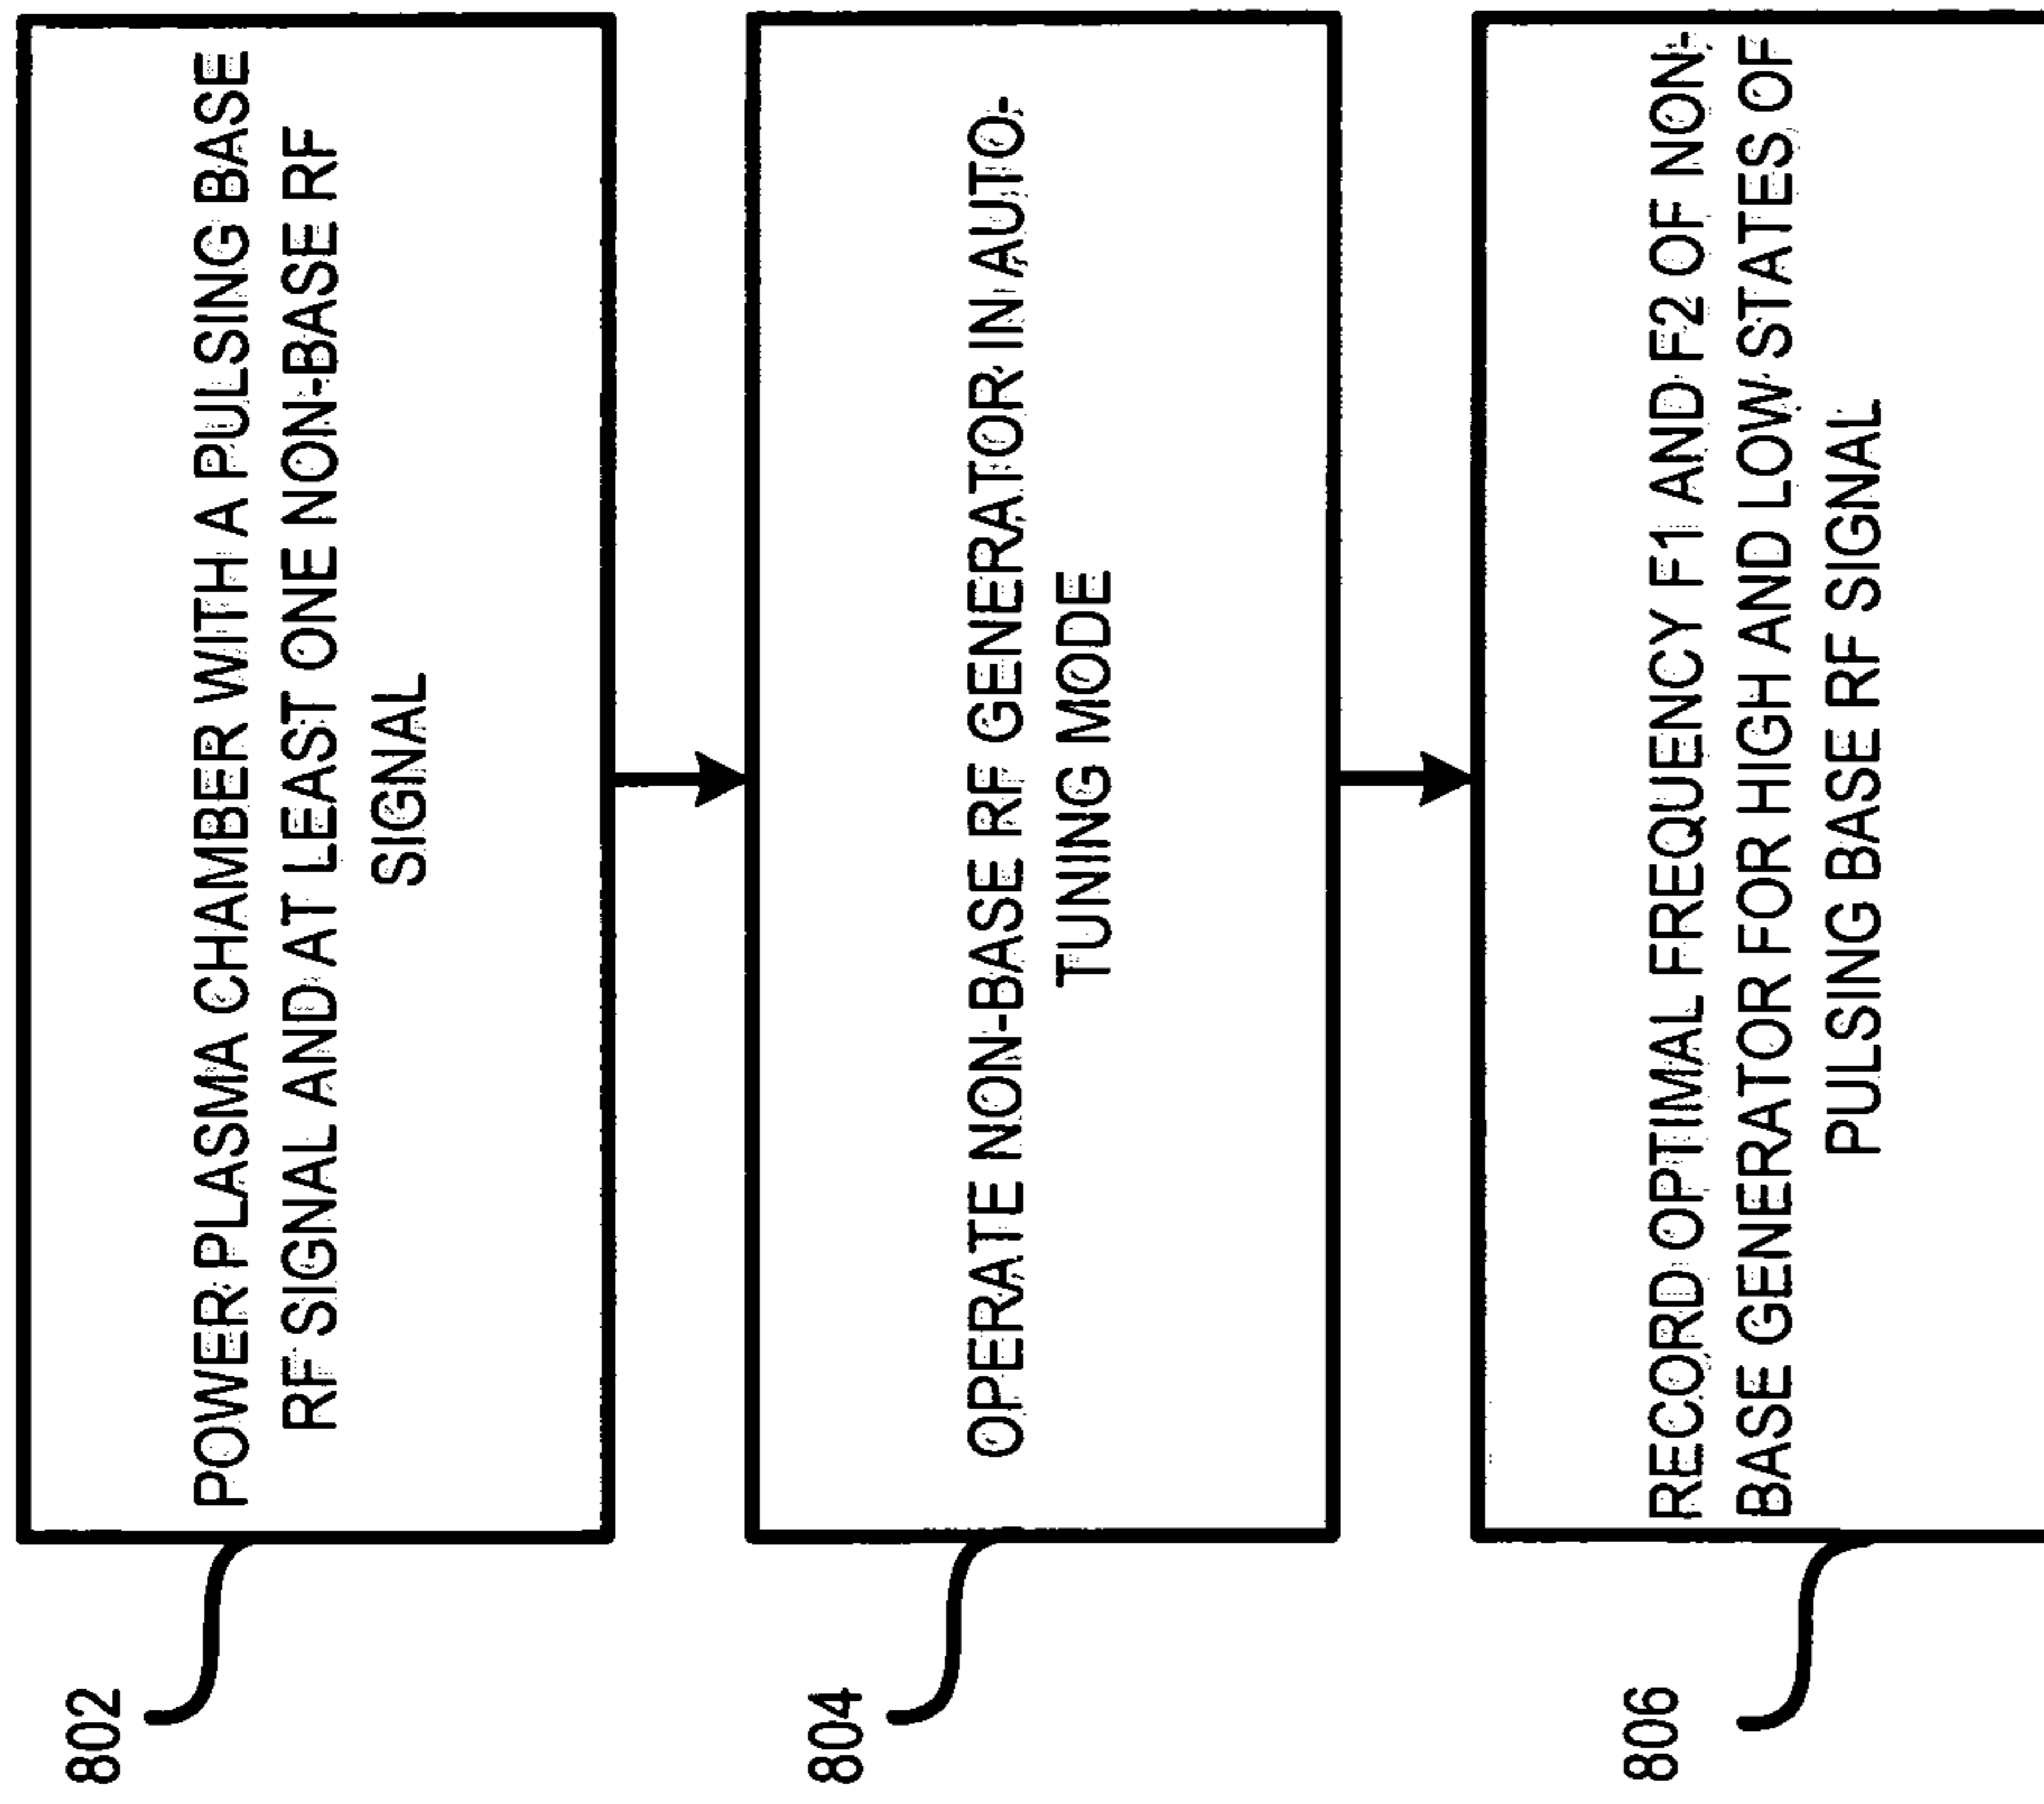 802
POWER PLASMA CHAMBER WITH A PULSING BASE
RF SIGNAL AND AT LEAST ONE NON-BASE RF
SIGNAL
804
OPERATE NON-BASE RF GENERATOR IN AUTO-
TUNING MODE
806
RECORD OPTIMAL FREQUENCY F1 AND F2 OF NON-
BASE GENERATOR FOR HIGH AND LOW STATES OF
PULSING BASE RF SIGNAL